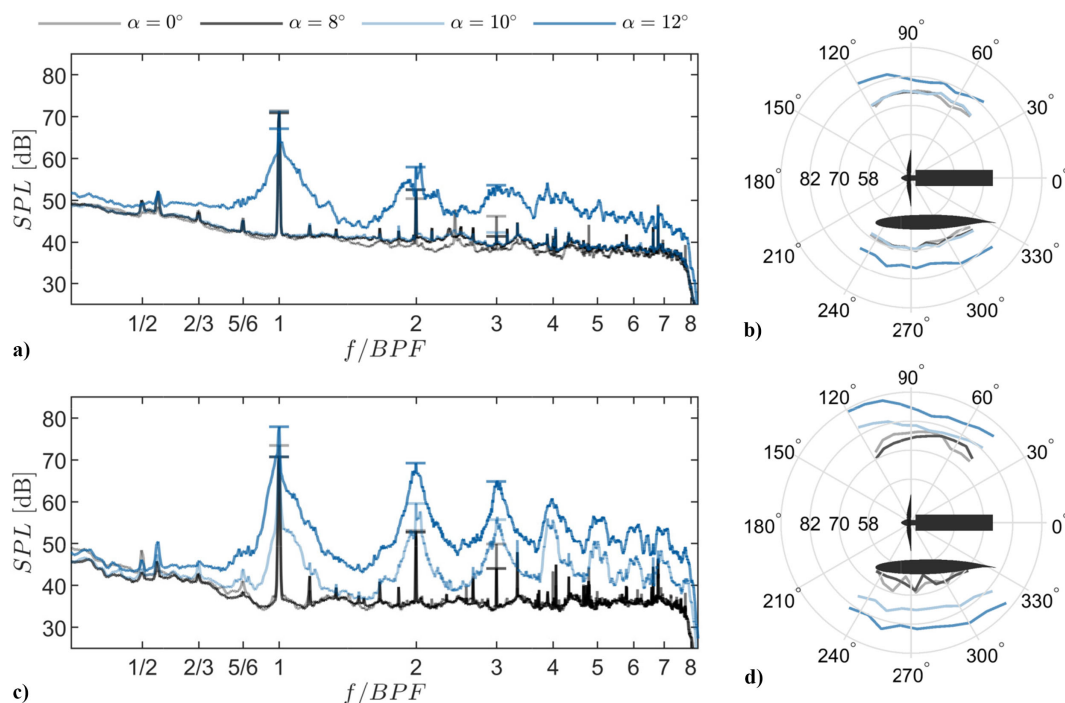 α = 0° α = 8° α = 10° α = 12°
80
70
60
50
40
30
SPL [dB]
1/2 2/3 5/6 1 2 3 4 5 6 7 8
f/BPF
a)
90°
120° 60°
150° 30°
180° 82 70 58 0°
210° 330°
240° 300°
270°
b)
80
70
60
50
40
30
SPL [dB]
1/2 2/3 5/6 1 2 3 4 5 6 7 8
f/BPF
c)
90°
120° 60°
150° 30°
180° 82 70 58 0°
210° 330°
240° 300°
270°
d)